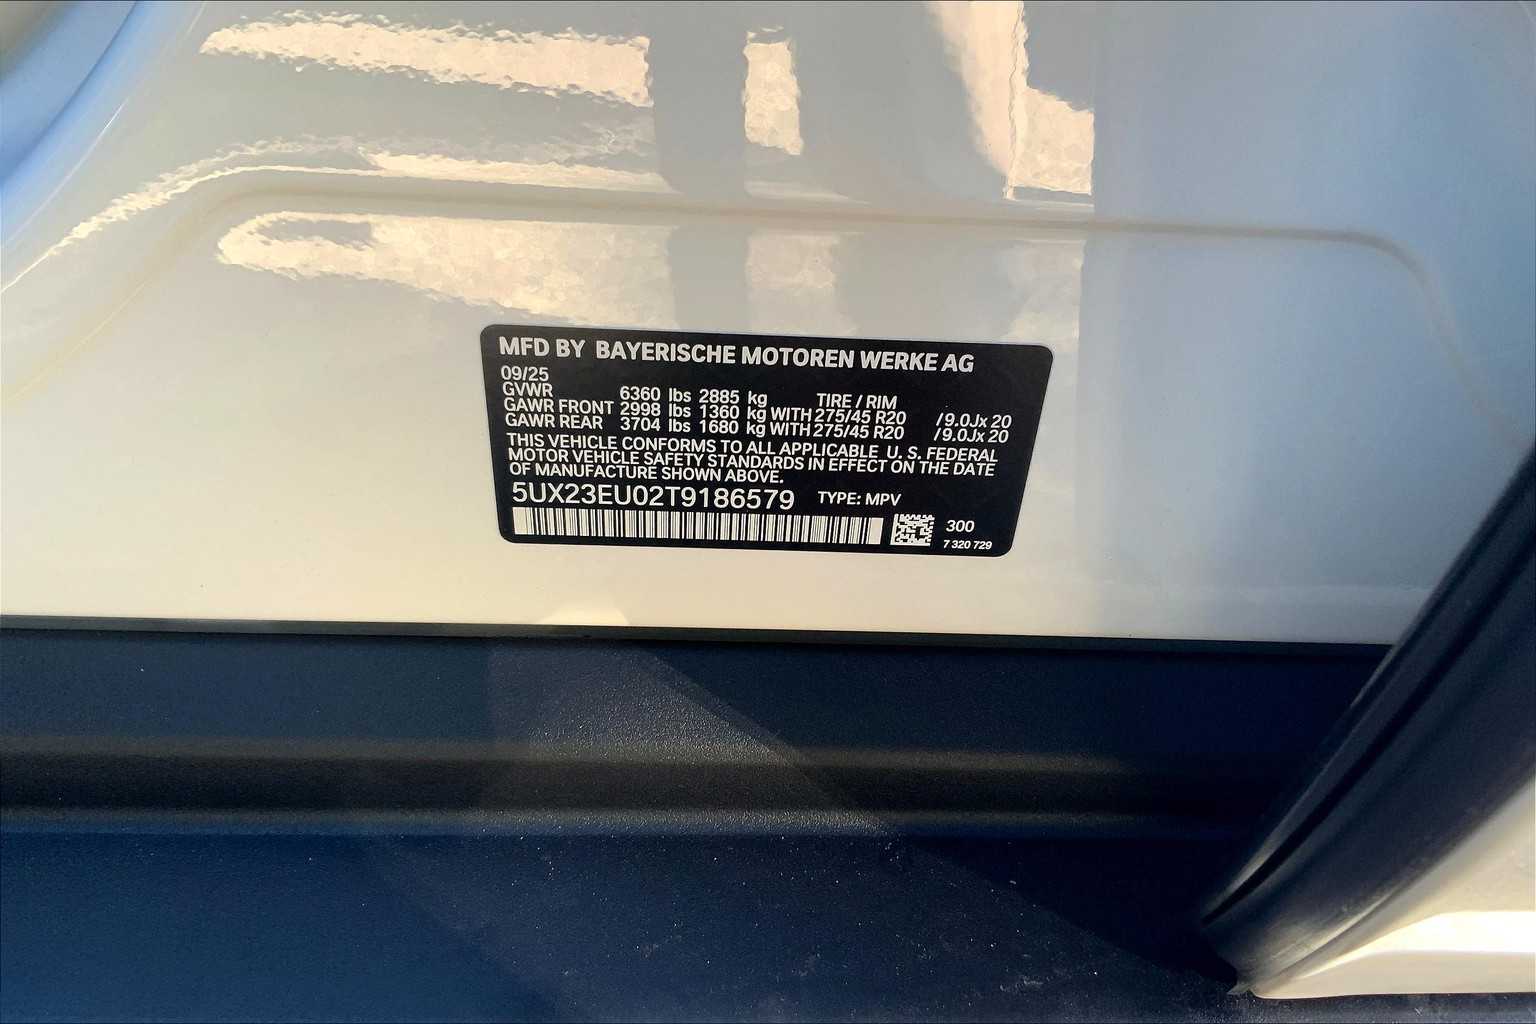 MFD BY BAYERISCHE MOTOREN WERKE AG
09/25
GVWR 6360 lbs 2885 kg TIRE / RIM
GAWR FRONT 2998 lbs 1360 kg WITH 275/45 R20 / 9.0Jx 20
GAWR REAR 3704 lbs 1680 kg WITH 275/45 R20 / 9.0Jx 20
THIS VEHICLE CONFORMS TO ALL APPLICABLE U. S. FEDERAL
MOTOR VEHICLE SAFETY STANDARDS IN EFFECT ON THE DATE
OF MANUFACTURE SHOWN ABOVE.
5UX23EU02T9186579 TYPE: MPV
300
7 320 729